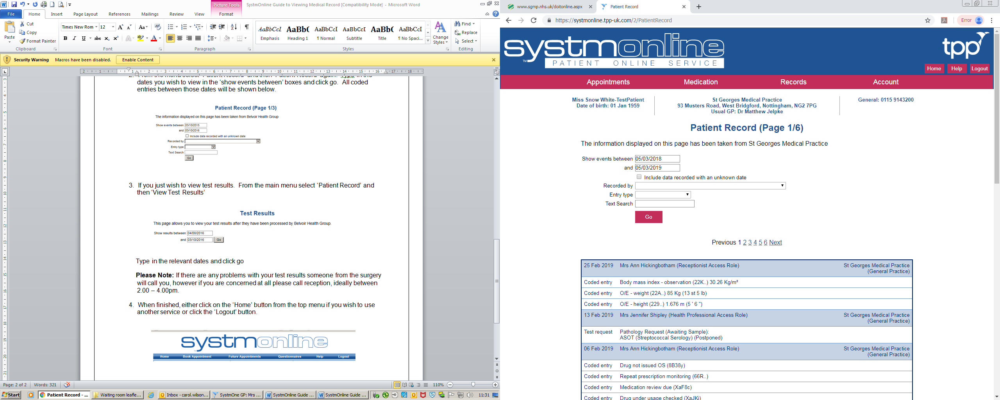 SystmOnline Guide to Viewing Medical Record [Compatibility Mode] - Microsoft Word
Picture Tools
File Home Insert Page Layout References Mailings Review View Format
Paste
Cut
Copy
Format Painter
Clipboard
Times New Rom 12
Font
Paragraph
AaBbCcI AaBbC AaBbCcI AaBbCcI AaBbC AaBbCcI
Emphasis Heading 1 ¶ Normal Subtitle Title ¶ No Spaci...
Styles
Change Styles
Find
Replace
Select
Editing
Security Warning Macros have been disabled. Enable Content
2. From the menu select ‘Patient Record’ and then ‘Patient Record’ again. Type in the
dates you wish to view in the ‘show events between’ boxes and click go. All coded
entries between those dates will be shown below.
Patient Record (Page 1/3)
The information displayed on this page has been taken from Belvoir Health Group
Show events between 03/10/2015
and 03/10/2016
Include data recorded with an unknown date
Recorded by
Entry type
Text Search
Go
3. If you just wish to view test results. From the main menu select ‘Patient Record’ and
then ‘View Test Results’
Test Results
This page allows you to view your test results after they have been processed by Belvoir Health Group.
Show results between 04/08/2016
and 03/10/2016 Go
Type in the relevant dates and click go
Please Note: If there are any problems with your test results someone from the surgery
will call you, however if you are concerned at all please call reception, ideally between
2.00 – 4.00pm.
4. When finished, either click on the ‘Home’ button from the top menu if you wish to use
another service or click the ‘Logout’ button.
systmonline
Home Book Appointment Future Appointments Questionnaires Help Logout
Page: 2 of 2 Words: 321 110%
Start Patient Record - ... Waiting room leafle... Inbox - carol.wilson... SystmOne GP: Mrs ... SystmOnline Guide ... SystmOnline Guide ... 11:31
www.sgmp.nhs.uk/doitonline.aspx Patient Record
https://systmonline.tpp-uk.com/2/PatientRecord Error
systmonline
™ PATIENT ONLINE SERVICE
tpp
Home Help Logout
Appointments Medication Records Account
Miss Snow White-TestPatient
Date of birth: 01 Jan 1959
St Georges Medical Practice
93 Musters Road, West Bridgford, Nottingham, NG2 7PG
Usual GP: Dr Matthew Jelpke
General: 0115 9143200
Patient Record (Page 1/6)
The information displayed on this page has been taken from St Georges Medical Practice
Show events between 05/03/2018
and 05/03/2019
Include data recorded with an unknown date
Recorded by
Entry type
Text Search
Go
Previous 1 2 3 4 5 6 Next
25 Feb 2019 Mrs Ann Hickingbotham (Receptionist Access Role) St Georges Medical Practice
(General Practice)
Coded entry Body mass index - observation (22K..) 30.26 Kg/m²
Coded entry O/E - weight (22A..) 85 Kg (13 st 5 lb)
Coded entry O/E - height (229..) 1.676 m (5 ' 6 ")
13 Feb 2019 Mrs Jennifer Shipley (Health Professional Access Role) St Georges Medical Practice
(General Practice)
Test request Pathology Request (Awaiting Sample):
ASOT (Streptococcal Serology) (Postponed)
06 Feb 2019 Mrs Ann Hickingbotham (Receptionist Access Role) St Georges Medical Practice
(General Practice)
Coded entry Drug not issued OS (8B38y)
Coded entry Repeat prescription monitoring (66R..)
Coded entry Medication review due (XaF8c)
Coded entry Drug under usage checked (XaJKi)